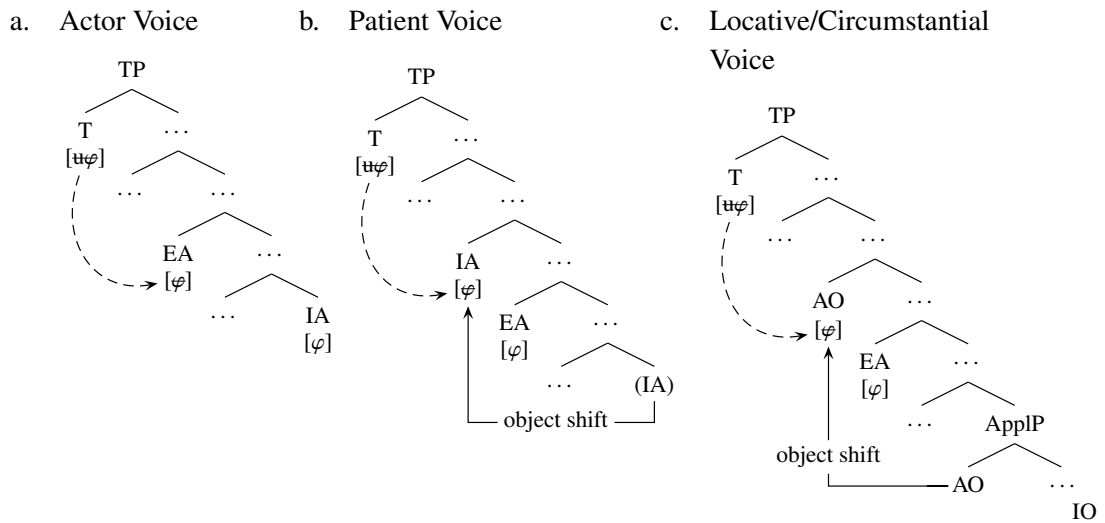 a. Actor Voice
TP
T
[uφ]
...
...
...
EA
[φ]
...
...
IA
[φ]
b. Patient Voice
TP
T
[uφ]
...
...
...
IA
[φ]
...
EA
[φ]
...
...
(IA)
object shift
c. Locative/Circumstantial
Voice
TP
T
[uφ]
...
...
...
AO
[φ]
...
EA
[φ]
...
...
ApplP
object shift
AO
...
IO